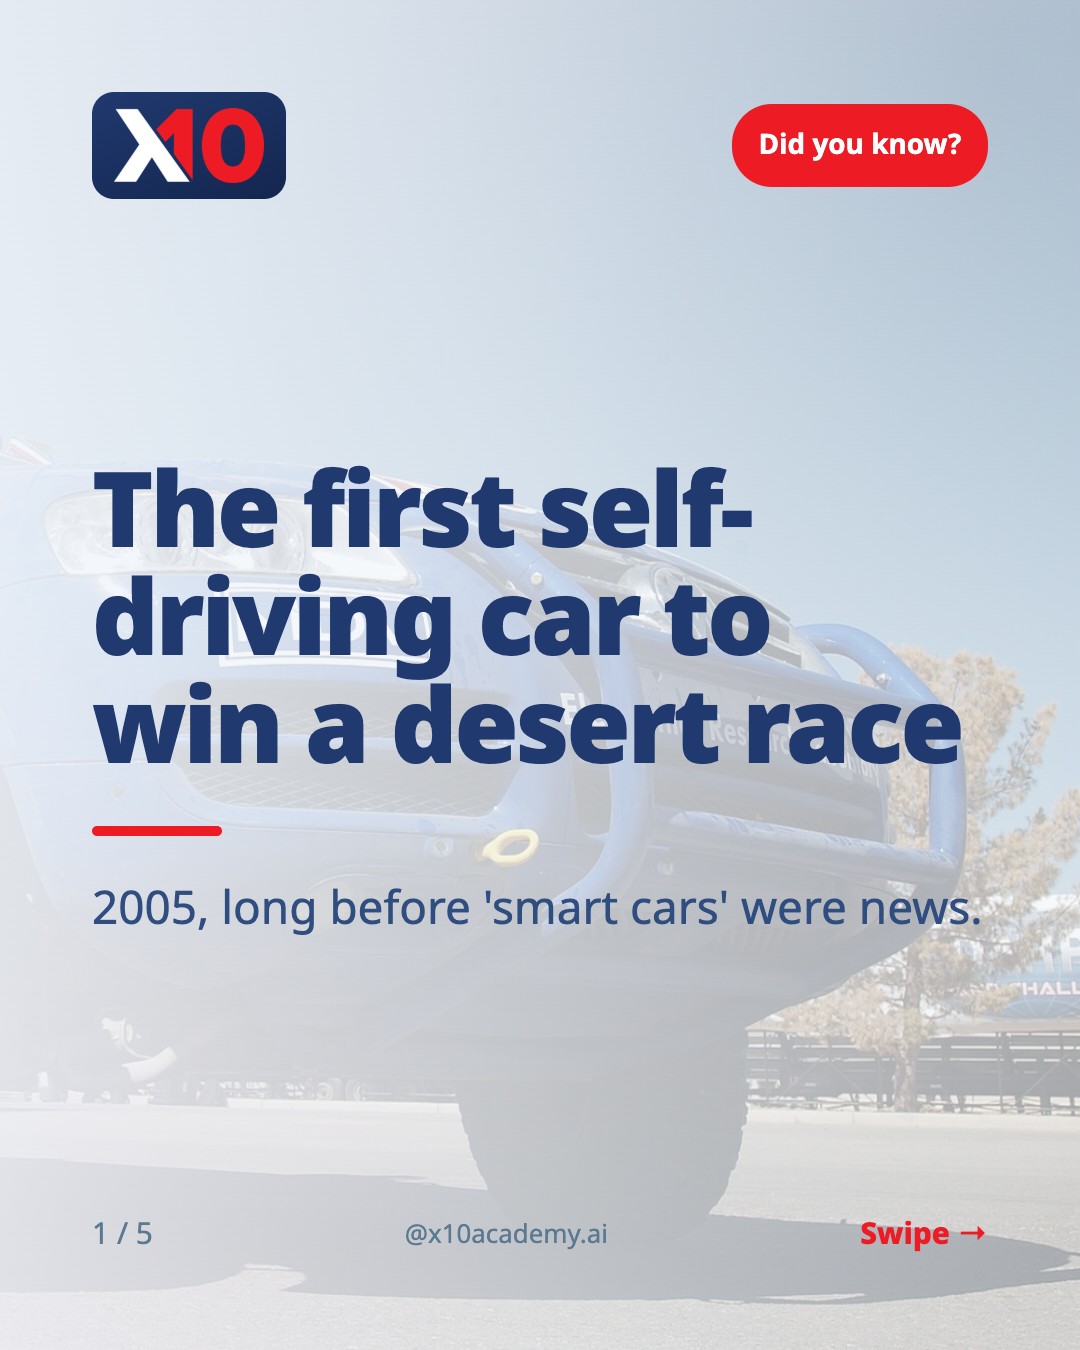 X10
Did you know?
The first self-
driving car to
win a desert race
2005, long before 'smart cars' were news.
1 / 5
@x10academy.ai
Swipe →